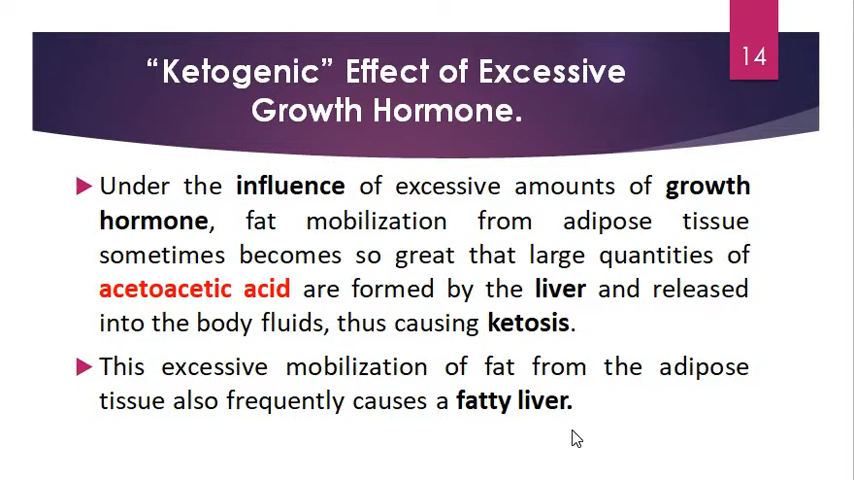 14
“Ketogenic” Effect of Excessive
Growth Hormone.
Under the influence of excessive amounts of growth
hormone, fat mobilization from adipose tissue
sometimes becomes so great that large quantities of
acetoacetic acid are formed by the liver and released
into the body fluids, thus causing ketosis.
This excessive mobilization of fat from the adipose
tissue also frequently causes a fatty liver.